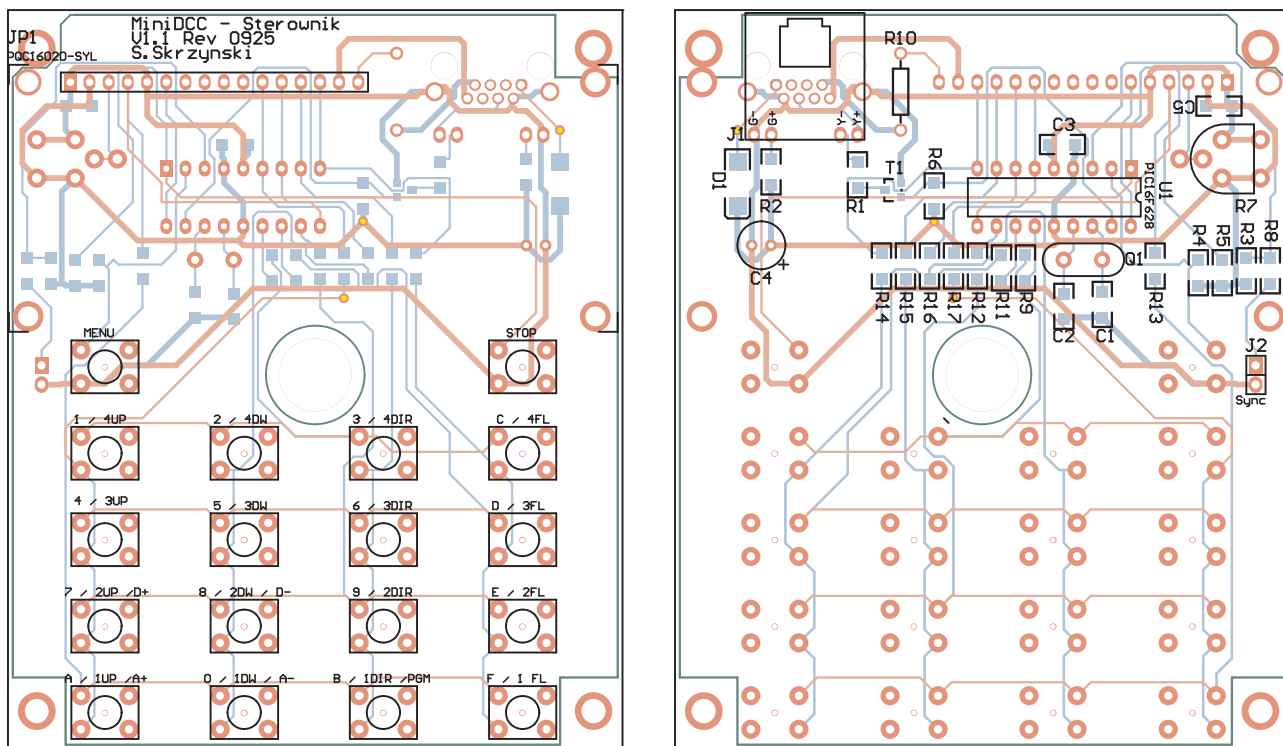 MiniDCC - Sterownik
V1.1 Rev 0925
S.Skrzynski
JP1
PQC1602D-SYL
MENU
STOP
1 / 4UP
2 / 4DW
3 / 4DIR
C / 4FL
4 / 3UP
5 / 3DW
6 / 3DIR
D / 3FL
7 / 2UP /D+
8 / 2DW / D-
9 / 2DIR
E / 2FL
A / 1UP /A+
0 / 1DW / A-
B / 1DIR /PGM
F / 1 FL
R10
G-
G+
Y-
Y+
J1
C5
C3
D1
R2
R1
T1
R6
PIC16F628
U1
R7
C4
+
Q1
R4
R5
R3
R8
R14
R15
R16
R17
R12
R11
R9
C2
C1
R13
J2
Sync